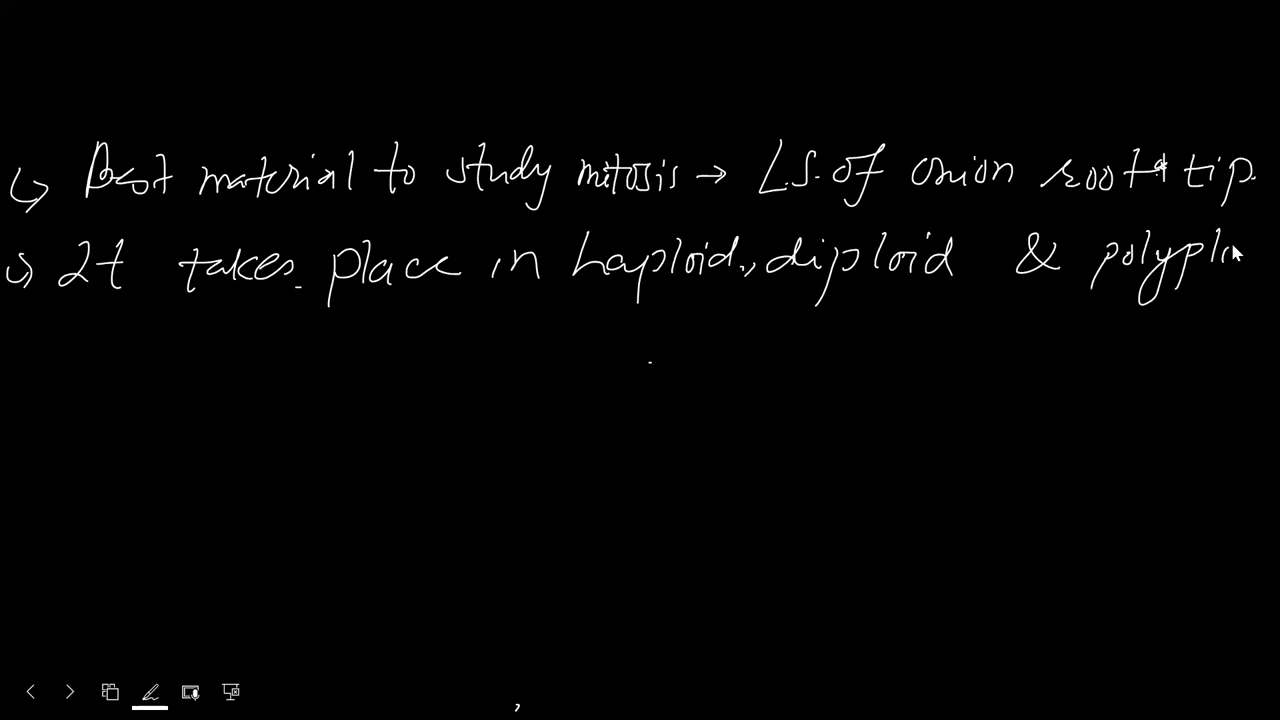 ↳ Best material to study mitosis → L.S. of onion root tip.
↳ It takes place in haploid, diploid & polyplo